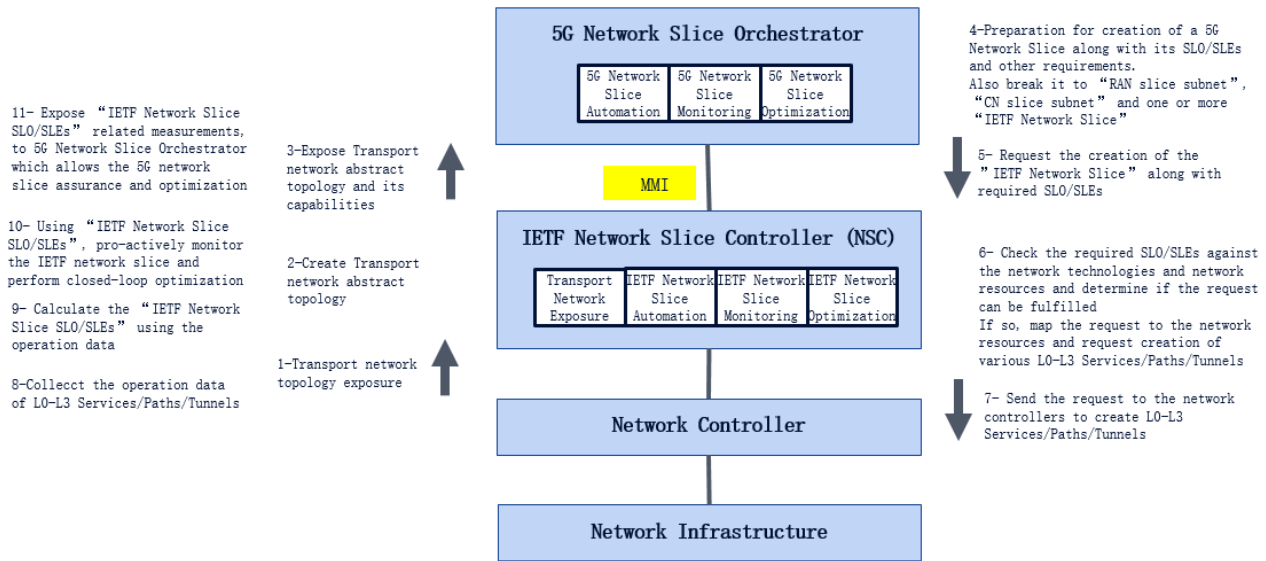 5G Network Slice Orchestrator
5G Network
Slice
Automation
5G Network
Slice
Monitoring
5G Network
Slice
Optimization
4-Preparation for creation of a 5G
Network Slice along with its SLO/SLEs
and other requirements.
Also break it to “RAN slice subnet”,
“CN slice subnet” and one or more
“IETF Network Slice”
11- Expose “IETF Network Slice
SLO/SLEs” related measurements,
to 5G Network Slice Orchestrator
which allows the 5G network
slice assurance and optimization
3-Expose Transport
network abstract
topology and its
capabilities
MMI
5- Request the creation of the
”IETF Network Slice” along with
required SLO/SLEs
10- Using “IETF Network Slice
SLO/SLEs”, pro-actively monitor
the IETF network slice and
perform closed-loop optimization
2-Create Transport
network abstract
topology
IETF Network Slice Controller (NSC)
Transport
Network
Exposure
IETF Network
Slice
Automation
IETF Network
Slice
Monitoring
IETF Network
Slice
Optimization
6- Check the required SLO/SLEs against
the network technologies and network
resources and determine if the request
can be fulfilled
If so, map the request to the network
resources and request creation of
various L0-L3 Services/Paths/Tunnels
9- Calculate the “IETF Network
Slice SLO/SLEs” using the
operation data
1-Transport network
topology exposure
8-Collecct the operation data
of L0-L3 Services/Paths/Tunnels
7- Send the request to the network
controllers to create L0-L3
Services/Paths/Tunnels
Network Controller
Network Infrastructure